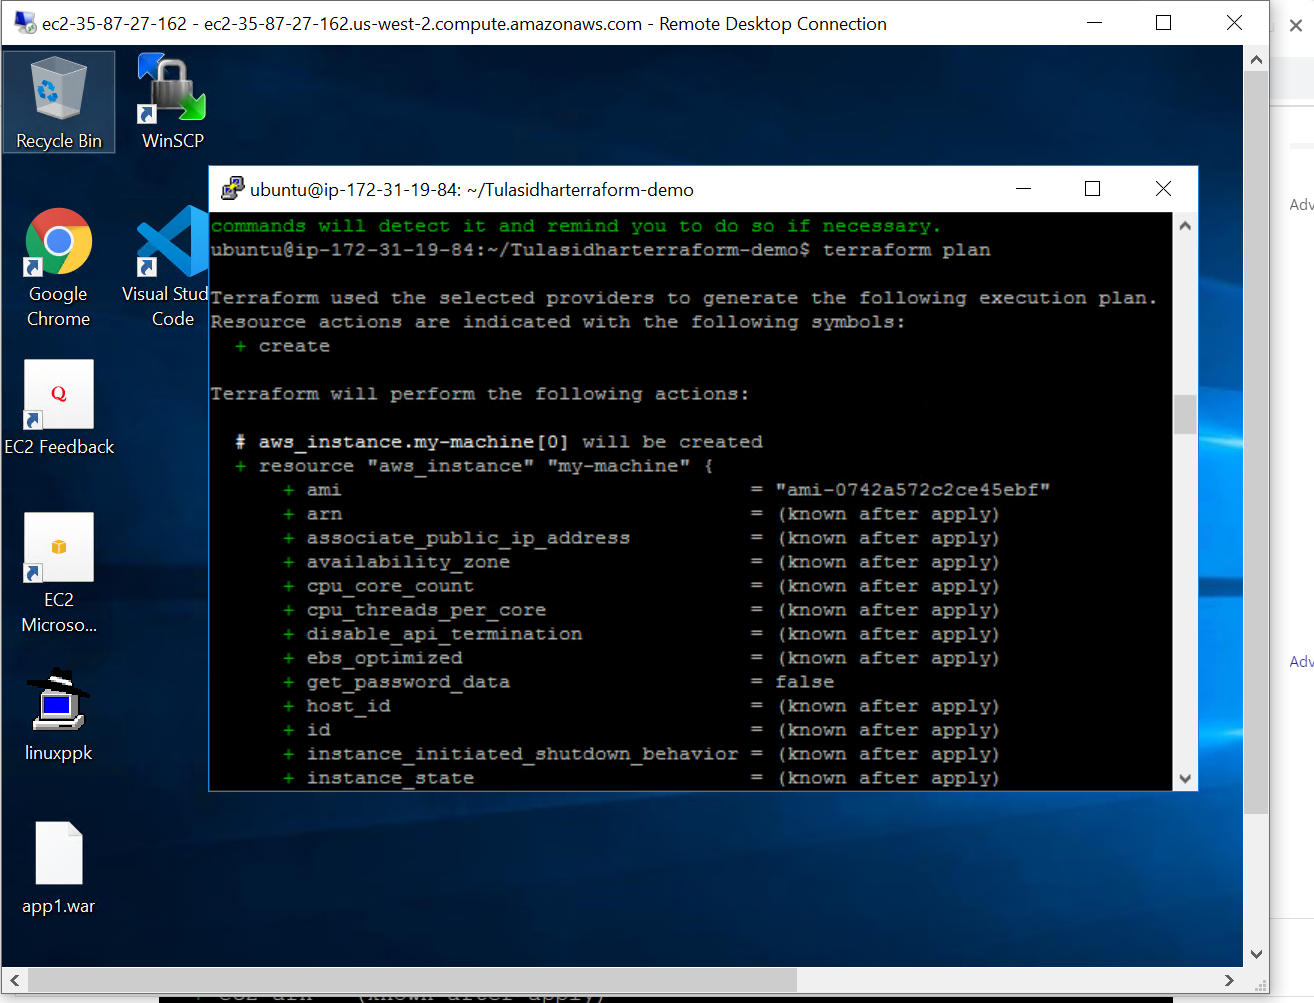 ec2-35-87-27-162 - ec2-35-87-27-162.us-west-2.compute.amazonaws.com - Remote Desktop Connection
Recycle Bin
WinSCP
Google
Chrome
Visual Stud
Code
EC2 Feedback
EC2
Microso...
linuxppk
app1.war
ubuntu@ip-172-31-19-84: ~/Tulasidharterraform-demo
commands will detect it and remind you to do so if necessary.
ubuntu@ip-172-31-19-84:~/Tulasidharterraform-demo$ terraform plan
Terraform used the selected providers to generate the following execution plan.
Resource actions are indicated with the following symbols:
+ create
Terraform will perform the following actions:
# aws_instance.my-machine[0] will be created
+ resource "aws_instance" "my-machine" {
+ ami = "ami-0742a572c2ce45ebf"
+ arn = (known after apply)
+ associate_public_ip_address = (known after apply)
+ availability_zone = (known after apply)
+ cpu_core_count = (known after apply)
+ cpu_threads_per_core = (known after apply)
+ disable_api_termination = (known after apply)
+ ebs_optimized = (known after apply)
+ get_password_data = false
+ host_id = (known after apply)
+ id = (known after apply)
+ instance_initiated_shutdown_behavior = (known after apply)
+ instance_state = (known after apply)
Adv
Adv